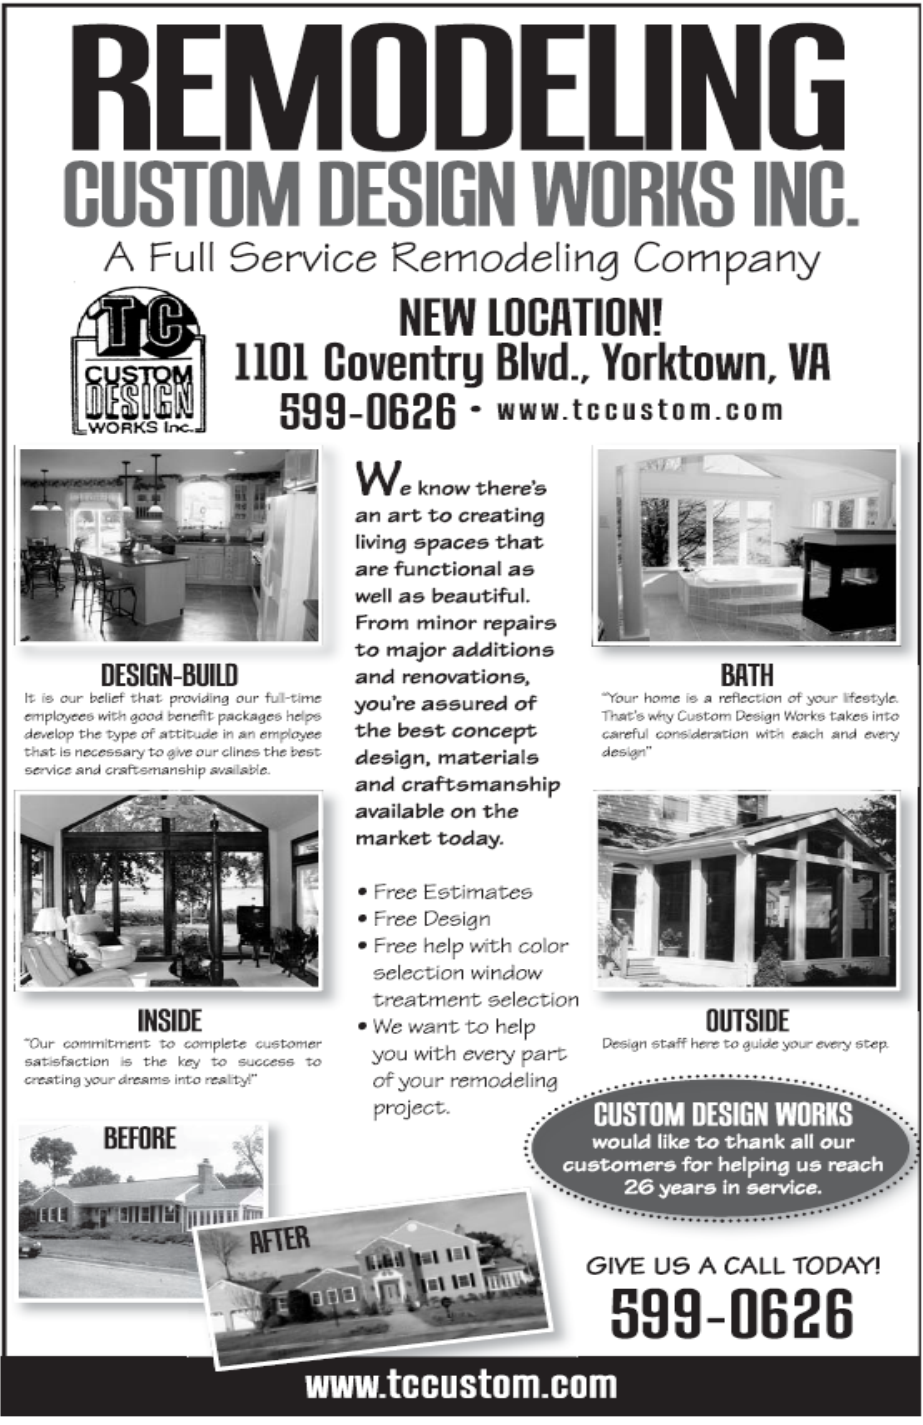 REMODELING
CUSTOM DESIGN WORKS INC.
A Full Service Remodeling Company
TC
CUSTOM
DESIGN
WORKS Inc.
NEW LOCATION!
1101 Coventry Blvd., Yorktown, VA
599-0626 • www.tccustom.com
DESIGN-BUILD
It is our belief that providing our full-time
employees with good benefit packages helps
develop the type of attitude in an employee
that is necessary to give our clines the best
service and craftsmanship available.
INSIDE
"Our commitment to complete customer
satisfaction is the key to success to
creating your dreams into reality!"
We know there's
an art to creating
living spaces that
are functional as
well as beautiful.
From minor repairs
to major additions
and renovations,
you're assured of
the best concept
design, materials
and craftsmanship
available on the
market today.
• Free Estimates
• Free Design
• Free help with color
selection window
treatment selection
• We want to help
you with every part
of your remodeling
project.
BATH
"Your home is a reflection of your lifestyle.
That's why Custom Design Works takes into
careful consideration with each and every
design"
OUTSIDE
Design staff here to guide your every step.
BEFORE
AFTER
CUSTOM DESIGN WORKS
would like to thank all our
customers for helping us reach
26 years in service.
GIVE US A CALL TODAY!
599-0626
www.tccustom.com